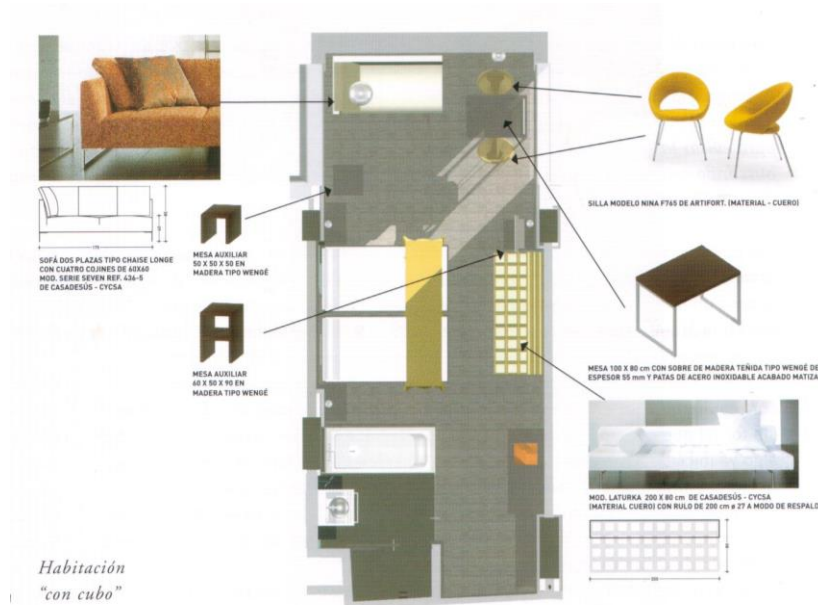 SOFÁ DOS PLAZAS TIPO CHAISE LONGE
CON CUATRO COJINES DE 60X60
MOD. SERIE SEVEN REF. 436-5
DE CASADESÚS - CYCSA
MESA AUXILIAR
50 X 50 X 50 EN
MADERA TIPO WENGÉ
MESA AUXILIAR
60 X 50 X 90 EN
MADERA TIPO WENGÉ
SILLA MODELO NINA F765 DE ARTIFORT. (MATERIAL - CUERO)
MESA 100 X 80 cm CON SOBRE DE MADERA TEÑIDA TIPO WENGÉ DE
ESPESOR 55 mm Y PATAS DE ACERO INOXIDABLE ACABADO MATIZA
MOD. LATURKA 200 X 80 cm DE CASADESÚS - CYCSA
(MATERIAL CUERO) CON RULO DE 200 cm ø 27 A MODO DE RESPALD
Habitación
"con cubo"